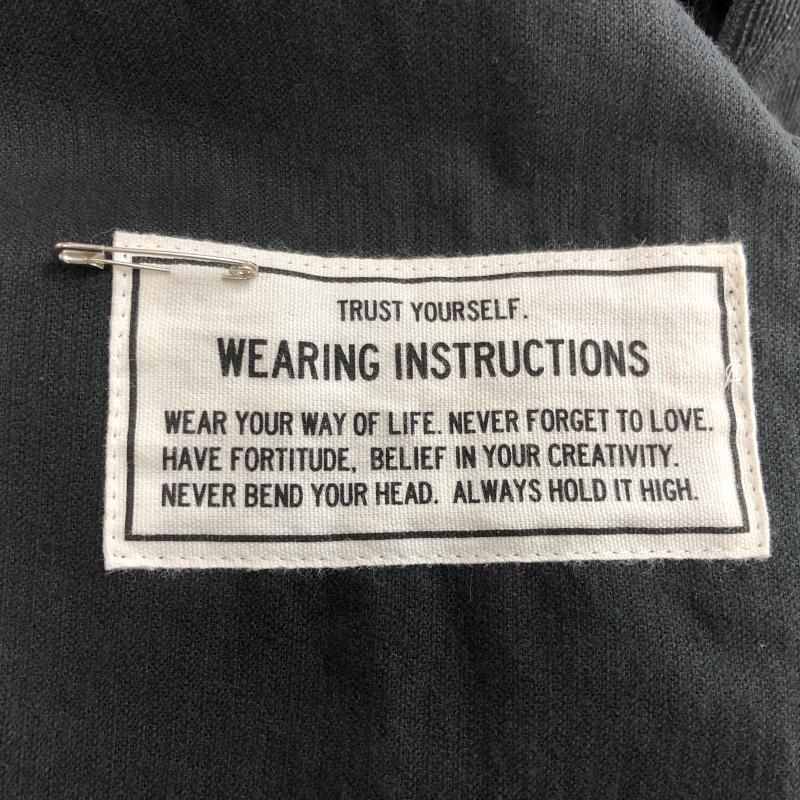 TRUST YOURSELF.
WEARING INSTRUCTIONS
WEAR YOUR WAY OF LIFE. NEVER FORGET TO LOVE.
HAVE FORTITUDE, BELIEF IN YOUR CREATIVITY.
NEVER BEND YOUR HEAD. ALWAYS HOLD IT HIGH.